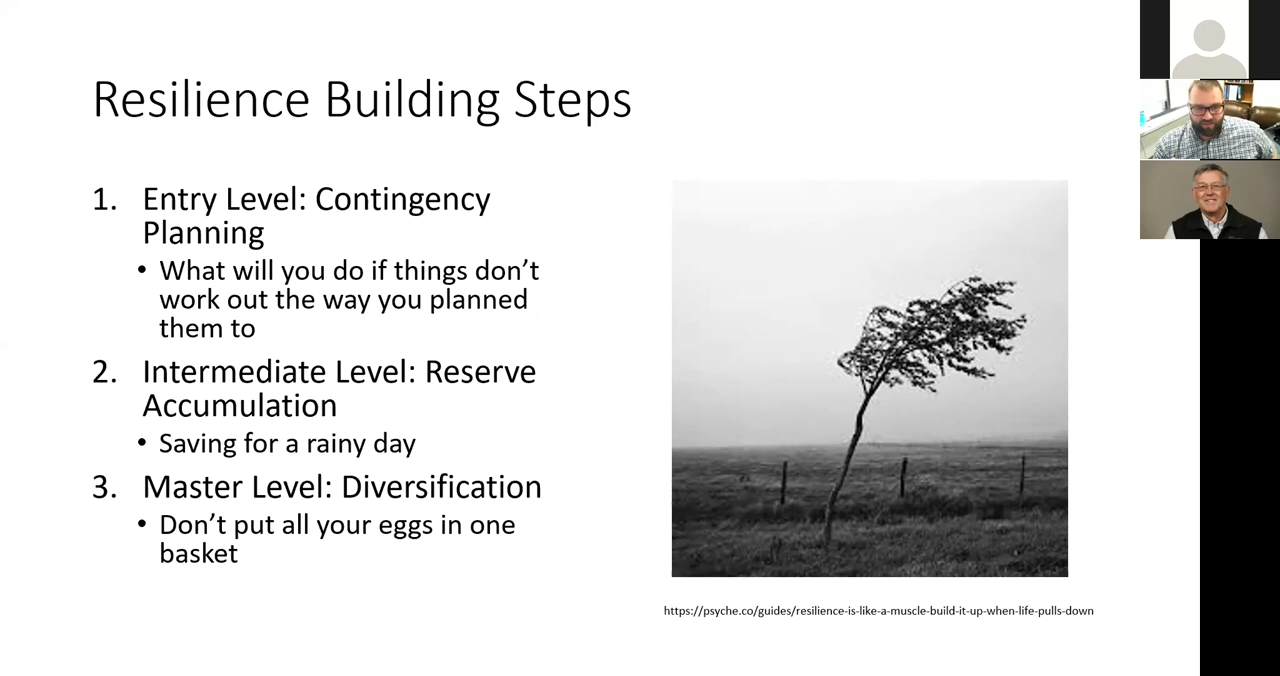 Resilience Building Steps
1. Entry Level: Contingency
Planning
• What will you do if things don’t
work out the way you planned
them to
2. Intermediate Level: Reserve
Accumulation
• Saving for a rainy day
3. Master Level: Diversification
• Don’t put all your eggs in one
basket
https://psyche.co/guides/resilience-is-like-a-muscle-build-it-up-when-life-pulls-down